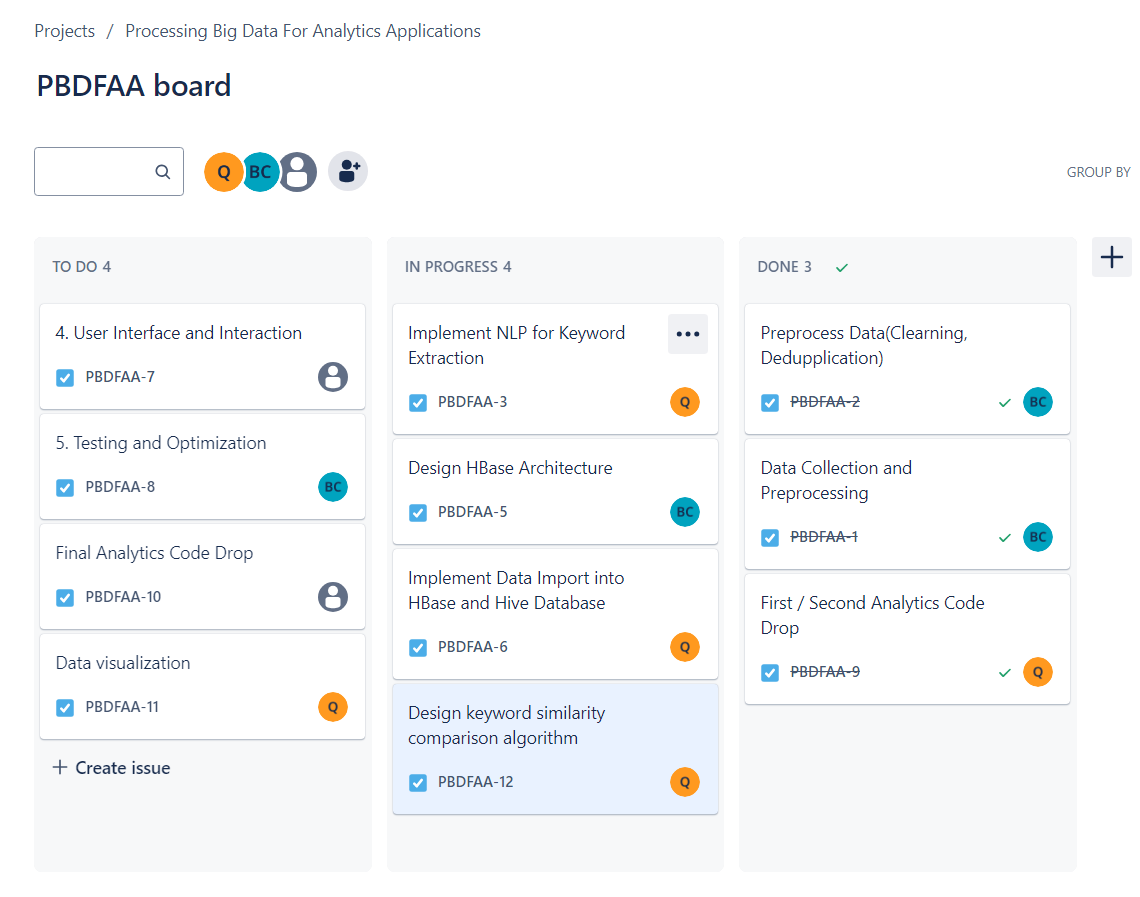 Projects / Processing Big Data For Analytics Applications
PBDFAA board
Q BC
GROUP BY
TO DO 4
4. User Interface and Interaction
PBDFAA-7
5. Testing and Optimization
PBDFAA-8 BC
Final Analytics Code Drop
PBDFAA-10
Data visualization
PBDFAA-11 Q
+ Create issue
IN PROGRESS 4
Implement NLP for Keyword
Extraction
PBDFAA-3 Q
Design HBase Architecture
PBDFAA-5 BC
Implement Data Import into
HBase and Hive Database
PBDFAA-6 Q
Design keyword similarity
comparison algorithm
PBDFAA-12 Q
DONE 3
Preprocess Data(Clearning,
Dedupplication)
PBDFAA-2 BC
Data Collection and
Preprocessing
PBDFAA-1 BC
First / Second Analytics Code
Drop
PBDFAA-9 Q